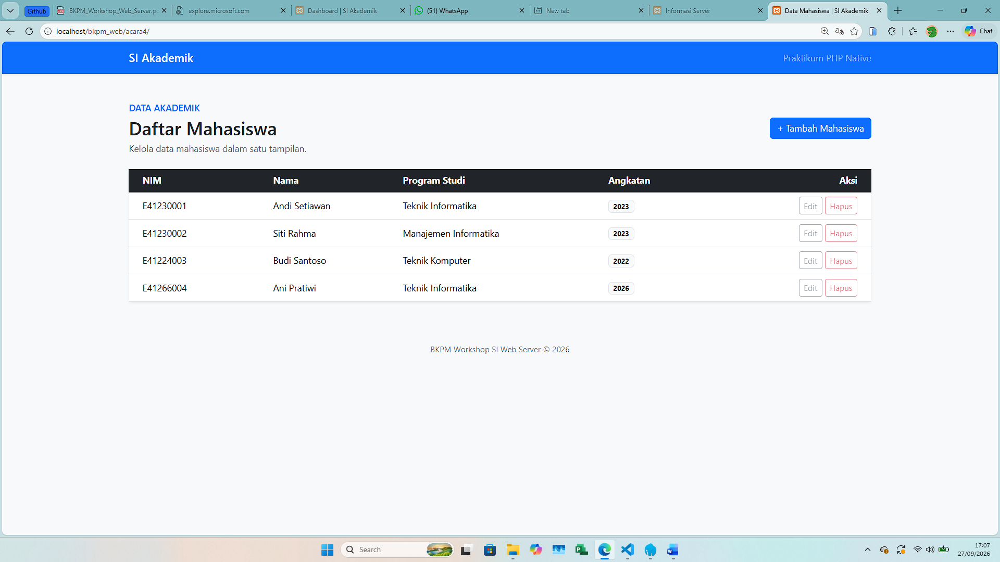 Github
BKPM_Workshop_Web_Server.pd
explore.microsoft.com
Dashboard | SI Akademik
(51) WhatsApp
New tab
Informasi Server
Data Mahasiswa | SI Akademik
localhost/bkpm_web/acara4/
Chat
SI Akademik
Praktikum PHP Native
DATA AKADEMIK
Daftar Mahasiswa
Kelola data mahasiswa dalam satu tampilan.
+ Tambah Mahasiswa
NIM Nama Program Studi Angkatan Aksi
E41230001 Andi Setiawan Teknik Informatika 2023 Edit Hapus
E41230002 Siti Rahma Manajemen Informatika 2023 Edit Hapus
E41224003 Budi Santoso Teknik Komputer 2022 Edit Hapus
E41266004 Ani Pratiwi Teknik Informatika 2026 Edit Hapus
BKPM Workshop SI Web Server © 2026
Search
17:07
27/09/2026